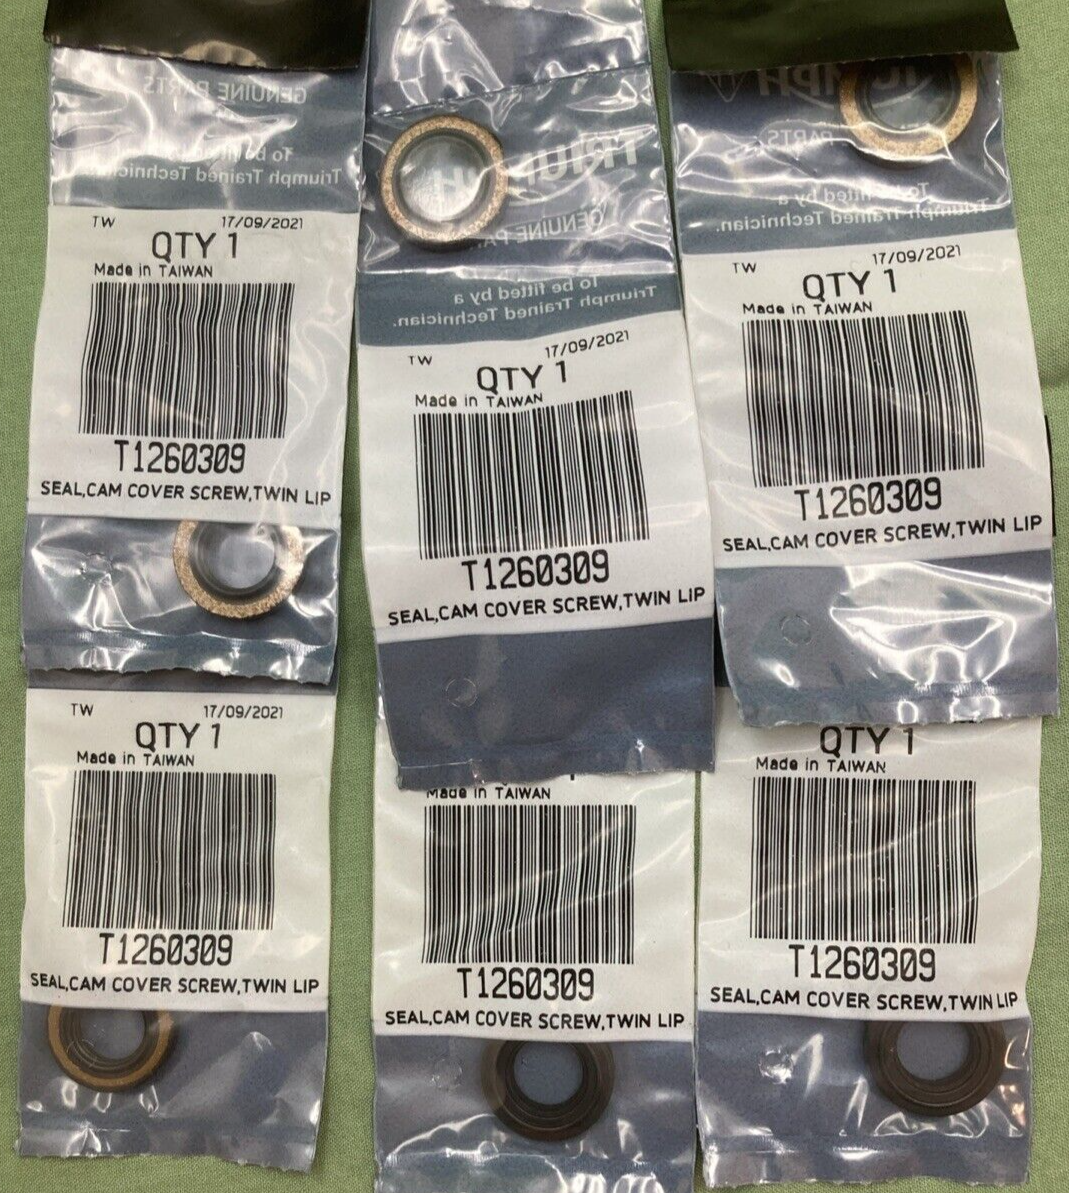 GENUINE PARTS
To be fitted by a
Triumph Trained Technician
TW 17/09/2021
QTY 1
Made in TAIWAN
T1260309
SEAL,CAM COVER SCREW,TWIN LIP
TRIUMPH
GENUINE PA
To be fitted by a
Triumph Trained Technician.
TW 17/09/2021
QTY 1
Made in TAIWAN
T1260309
SEAL,CAM COVER SCREW,TWIN LIP
PARTS
To be fitted by a
Triumph Trained Technician.
TW 17/09/2021
QTY 1
Made in TAIWAN
T1260309
SEAL,CAM COVER SCREW,TWIN LIP
TW 17/09/2021
QTY 1
Made in TAIWAN
T1260309
SEAL,CAM COVER SCREW,TWIN LIP
Made in TAIWAN
T1260309
SEAL,CAM COVER SCREW,TWIN LIP
QTY 1
Made in TAIWAN
T1260309
SEAL,CAM COVER SCREW,TWIN LIP